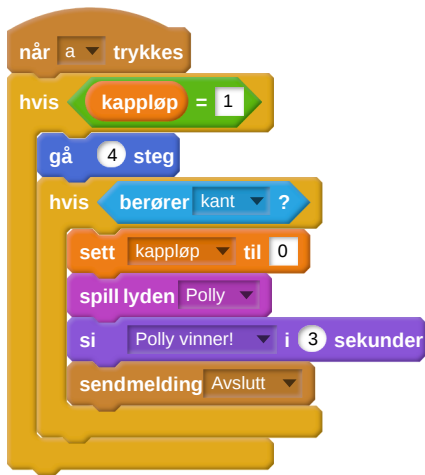 når a trykkes
hvis kappløp = 1
gå 4 steg
hvis berører kant ?
sett kappløp til 0
spill lyden Polly
si Polly vinner! i 3 sekunder
sendmelding Avslutt